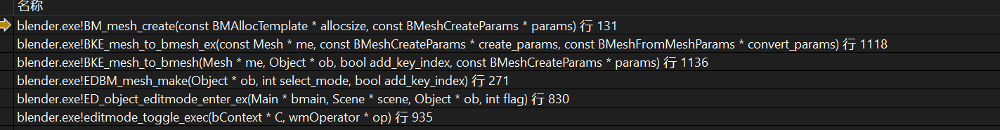 名称
blender.exe!BM_mesh_create(const BMAllocTemplate * allocsize, const BMeshCreateParams * params) 行 131
blender.exe!BKE_mesh_to_bmesh_ex(const Mesh * me, const BMeshCreateParams * create_params, const BMeshFromMeshParams * convert_params) 行 1118
blender.exe!BKE_mesh_to_bmesh(Mesh * me, Object * ob, bool add_key_index, const BMeshCreateParams * params) 行 1136
blender.exe!EDBM_mesh_make(Object * ob, int select_mode, bool add_key_index) 行 271
blender.exe!ED_object_editmode_enter_ex(Main * bmain, Scene * scene, Object * ob, int flag) 行 830
blender.exe!editmode_toggle_exec(bContext * C, wmOperator * op) 行 935